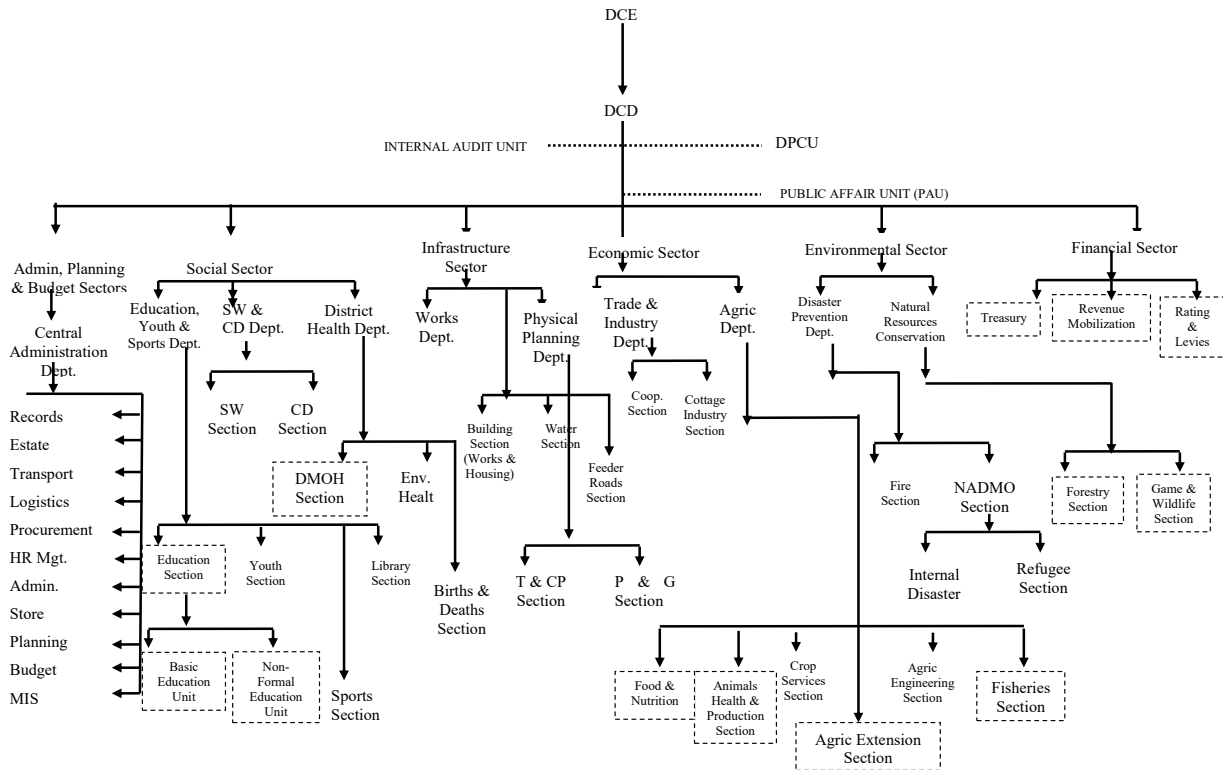 DCE
DCD
INTERNAL AUDIT UNIT
DPCU
PUBLIC AFFAIR UNIT (PAU)
Admin, Planning
& Budget Sectors
Social Sector
Infrastructure
Sector
Economic Sector
Environmental Sector
Financial Sector
Central
Administration
Dept.
Education,
Youth &
Sports Dept.
SW &
CD Dept.
District
Health Dept.
Works
Dept.
Physical
Planning
Dept.
Trade &
Industry
Dept.
Agric
Dept.
Disaster
Prevention
Dept.
Natural
Resources
Conservation
Treasury
Revenue
Mobilization
Rating
&
Levies
Records
Estate
Transport
Logistics
Procurement
HR Mgt.
Admin.
Store
Planning
Budget
MIS
SW
Section
CD
Section
DMOH
Section
Env.
Healt
Building
Section
(Works &
Housing)
Water
Section
Feeder
Roads
Section
Coop.
Section
Cottage
Industry
Section
Fire
Section
NADMO
Section
Forestry
Section
Game &
Wildlife
Section
Education
Section
Youth
Section
Library
Section
Births &
Deaths
Section
T & CP
Section
P & G
Section
Internal
Disaster
Refugee
Section
Basic
Education
Unit
Non-
Formal
Education
Unit
Sports
Section
Food &
Nutrition
Animals
Health &
Production
Section
Crop
Services
Section
Agric
Engineering
Section
Fisheries
Section
Agric Extension
Section